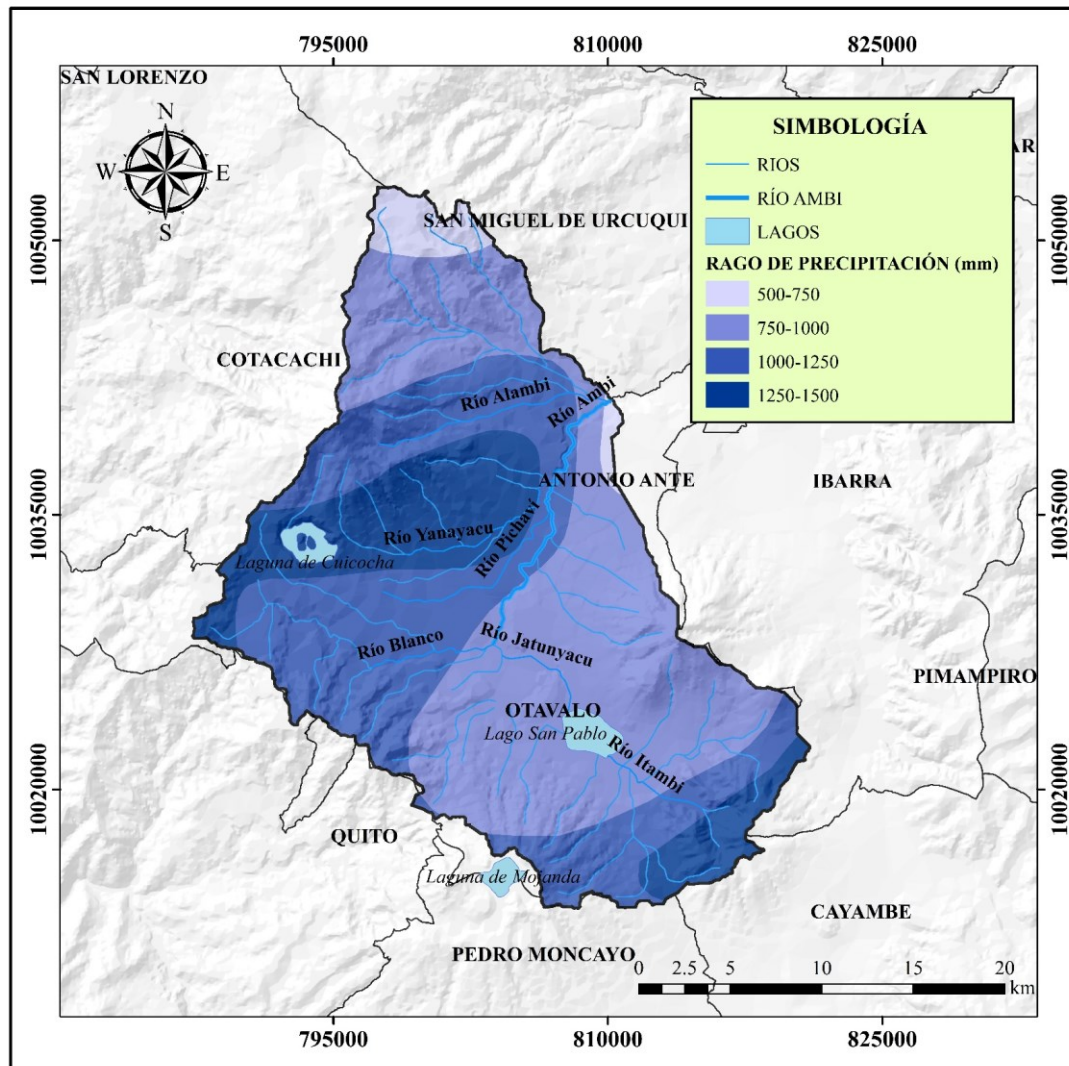 795000
810000
825000
SAN LORENZO
N
W
E
S
SIMBOLOGÍA
RIOS
RÍO AMBI
LAGOS
RAGO DE PRECIPITACIÓN (mm)
500-750
750-1000
1000-1250
1250-1500
AR
10050000
10050000
SAN MIGUEL DE URCUQUI
COTACACHI
Río Alambi
Río Ambi
ANTONIO ANTE
IBARRA
10035000
10035000
Río Yanayacu
Río Pichaví
Laguna de Cuicocha
Río Blanco
Río Jatunyacu
PIMAMPIRO
OTAVALO
Lago San Pablo
Río Itambi
10020000
10020000
QUITO
Laguna de Mojanda
CAYAMBE
PEDRO MONCAYO
0
2.5
5
10
15
20
km
795000
810000
825000